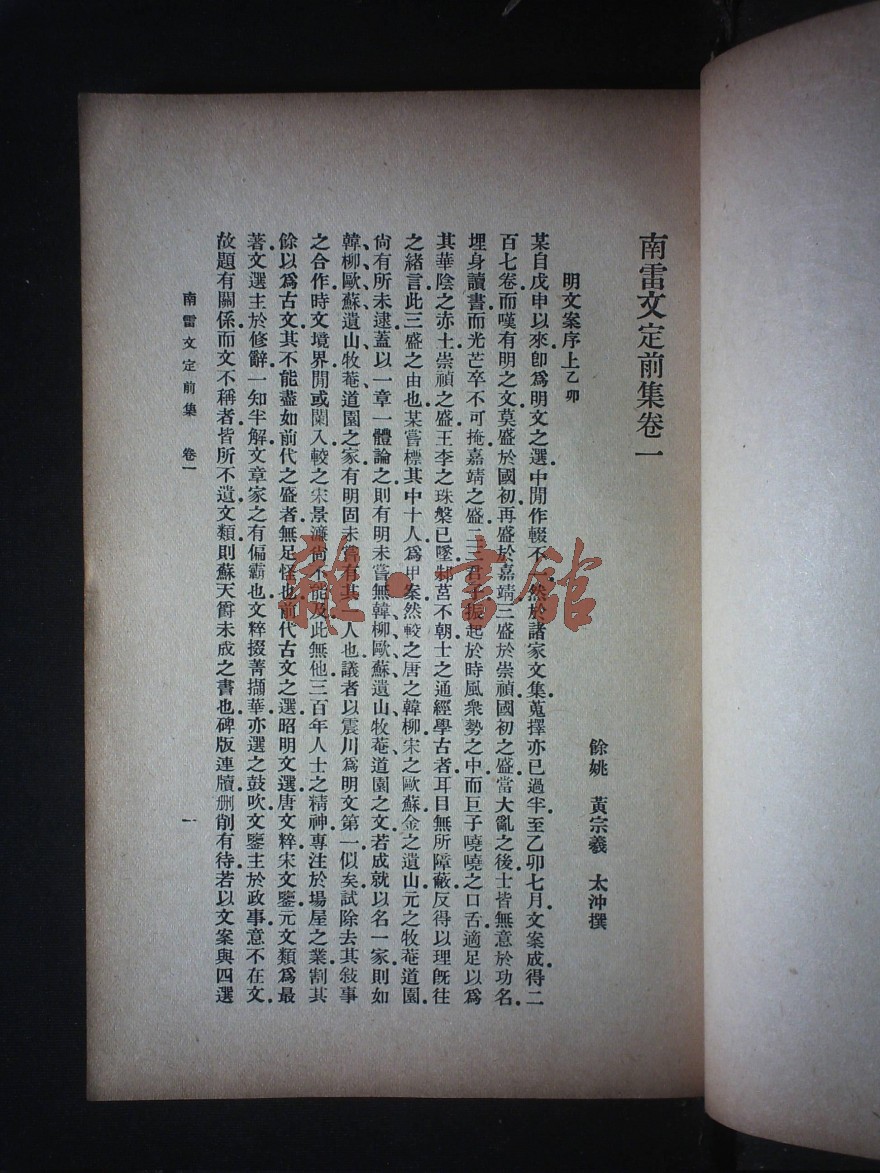 南雷文定前集卷一
餘姚　黃宗羲　太沖撰
明文案序上乙卯
某自戊申以來卽爲明文之選中閒作輟不一然於諸家文集蒐擇亦已過半至乙卯七月文案成得二
百七卷而嘆有明之文莫盛於國初再盛於嘉靖三盛於崇禎國初之盛當大亂之後士皆無意於功名
埋身讀書而光芒卒不可掩嘉靖之盛二三君子振起於時風衆勢之中而巨子嘵嘵之口舌適足以爲
其華陰之赤土崇禎之盛王李之珠槃已墜邾莒不朝士之通經學古者耳目無所障蔽反得以理旣往
之緒言此三盛之由也某嘗標其中十人爲甲案然較之唐之韓柳宋之歐蘇金之遺山元之牧菴道園
尙有所未逮蓋以一章一體論之則有明未嘗無韓柳歐蘇遺山牧菴道園之文若成就以名一家則如
韓柳歐蘇遺山牧菴道園之家有明固未嘗有其一人也議者以震川爲明文第一似矣試除去其敍事
之合作時文境界閒或闌入較之宋景濂尙不能及此無他三百年人士之精神專注於場屋之業割其
餘以爲古文其不能盡如前代之盛者無足怪也前代古文之選昭明文選唐文粹宋文鑒元文類爲最
著文選主於修辭一知半解文章家之有偏霸也文粹掇菁擷華亦選之鼓吹文鑒主於政事意不在文
故題有關係而文不稱者皆所不遺文類則蘇天爵未成之書也碑版連牘刪削有待若以文案與四選
南雷文定前集　卷一　一
雜·書館